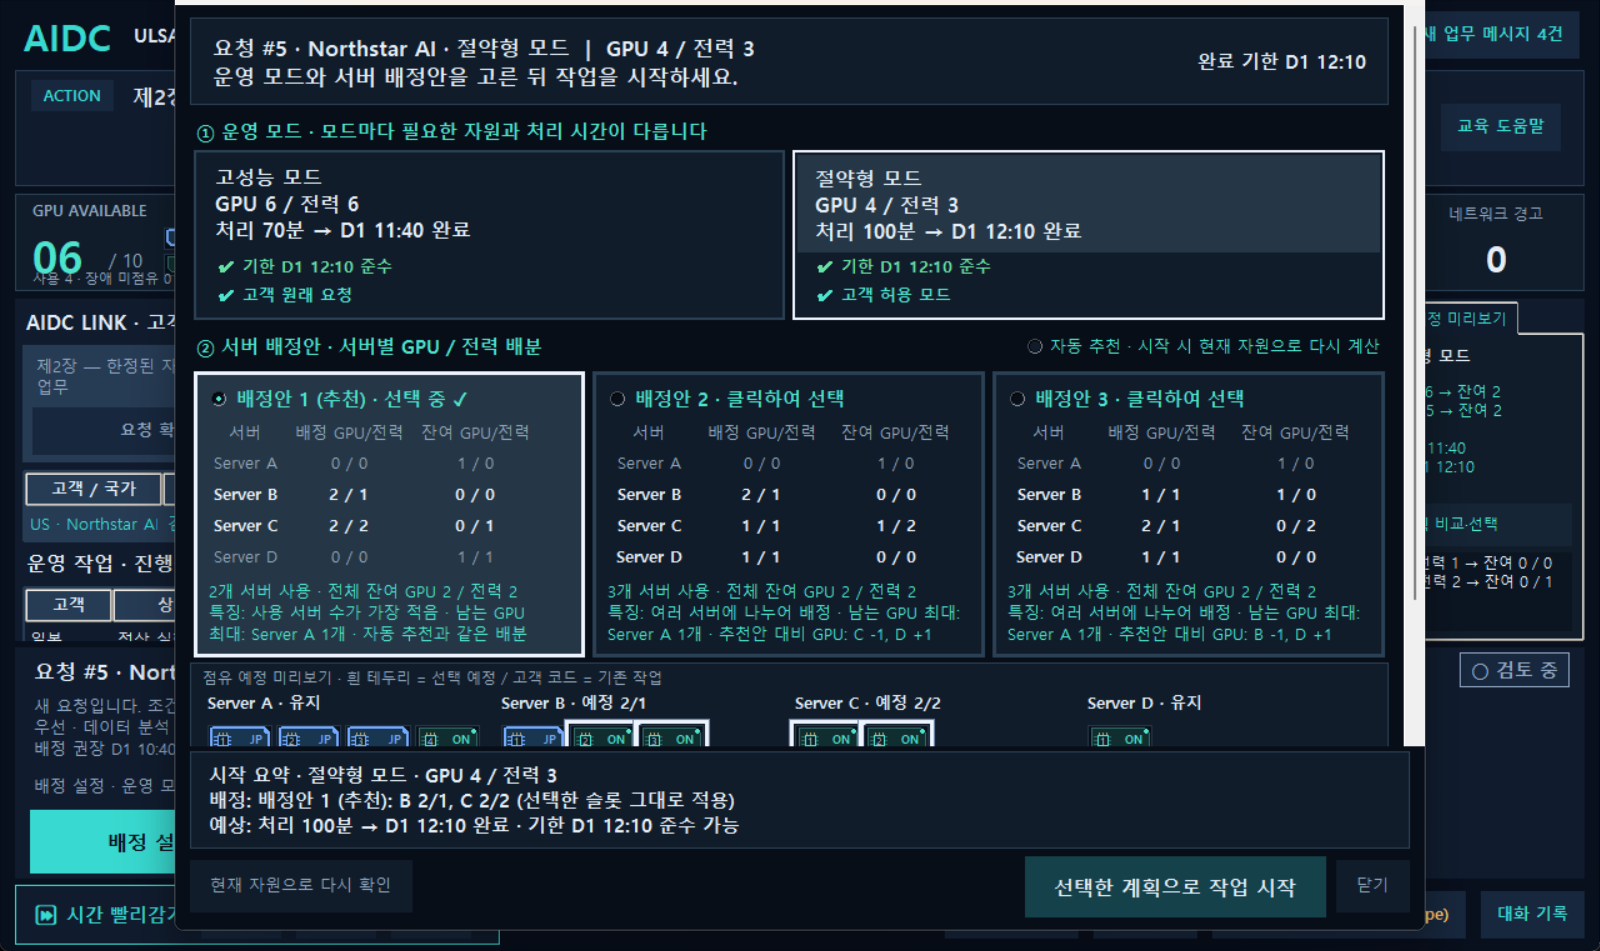 AIDC
ULSA
새 업무 메시지 4건
ACTION
교육 도움말
GPU AVAILABLE
06 / 10
사용 4 · 장애 미점유 0
네트워크 경고
0
AIDC LINK · 고객
제2장 — 한정된 자
업무
요청 확
고객 / 국가
US · Northstar AI
운영 작업 · 진행
고객
요청 #5 · Nort
새 요청입니다. 조건
우선 · 데이터 분석
배정 권장 D1 10:40
배정 설정 · 운영 모
배정 설
시간 빨리감기
요청 #5 · Northstar AI · 절약형 모드 | GPU 4 / 전력 3
운영 모드와 서버 배정안을 고른 뒤 작업을 시작하세요.
완료 기한 D1 12:10
① 운영 모드 · 모드마다 필요한 자원과 처리 시간이 다릅니다
고성능 모드
GPU 6 / 전력 6
처리 70분 → D1 11:40 완료
✔ 기한 D1 12:10 준수
✔ 고객 원래 요청
절약형 모드
GPU 4 / 전력 3
처리 100분 → D1 12:10 완료
✔ 기한 D1 12:10 준수
✔ 고객 허용 모드
② 서버 배정안 · 서버별 GPU / 전력 배분
자동 추천 · 시작 시 현재 자원으로 다시 계산
배정안 1 (추천) · 선택 중 ✓
서버 배정 GPU/전력 잔여 GPU/전력
Server A 0 / 0 1 / 0
Server B 2 / 1 0 / 0
Server C 2 / 2 0 / 1
Server D 0 / 0 1 / 1
2개 서버 사용 · 전체 잔여 GPU 2 / 전력 2
특징: 사용 서버 수가 가장 적음 · 남는 GPU
최대: Server A 1개 · 자동 추천과 같은 배분
배정안 2 · 클릭하여 선택
서버 배정 GPU/전력 잔여 GPU/전력
Server A 0 / 0 1 / 0
Server B 2 / 1 0 / 0
Server C 1 / 1 1 / 2
Server D 1 / 1 0 / 0
3개 서버 사용 · 전체 잔여 GPU 2 / 전력 2
특징: 여러 서버에 나누어 배정 · 남는 GPU 최대:
Server A 1개 · 추천안 대비 GPU: C -1, D +1
배정안 3 · 클릭하여 선택
서버 배정 GPU/전력 잔여 GPU/전력
Server A 0 / 0 1 / 0
Server B 1 / 1 1 / 0
Server C 2 / 1 0 / 2
Server D 1 / 1 0 / 0
3개 서버 사용 · 전체 잔여 GPU 2 / 전력 2
특징: 여러 서버에 나누어 배정 · 남는 GPU 최대:
Server A 1개 · 추천안 대비 GPU: B -1, D +1
점유 예정 미리보기 · 흰 테두리 = 선택 예정 / 고객 코드 = 기존 작업
Server A · 유지
1 JP 2 JP 3 JP 4 ON
Server B · 예정 2/1
1 JP 2 ON 3 ON
Server C · 예정 2/2
1 ON 2 ON
Server D · 유지
1 ON
시작 요약 · 절약형 모드 · GPU 4 / 전력 3
배정: 배정안 1 (추천): B 2/1, C 2/2 (선택한 슬롯 그대로 적용)
예상: 처리 100분 → D1 12:10 완료 · 기한 D1 12:10 준수 가능
현재 자원으로 다시 확인
선택한 계획으로 작업 시작
닫기
정 미리보기
형 모드
6 → 잔여 2
5 → 잔여 2
11:40
12:10
비교·선택
전력 1 → 잔여 0 / 0
전력 2 → 잔여 0 / 1
○ 검토 중
pe)
대화 기록